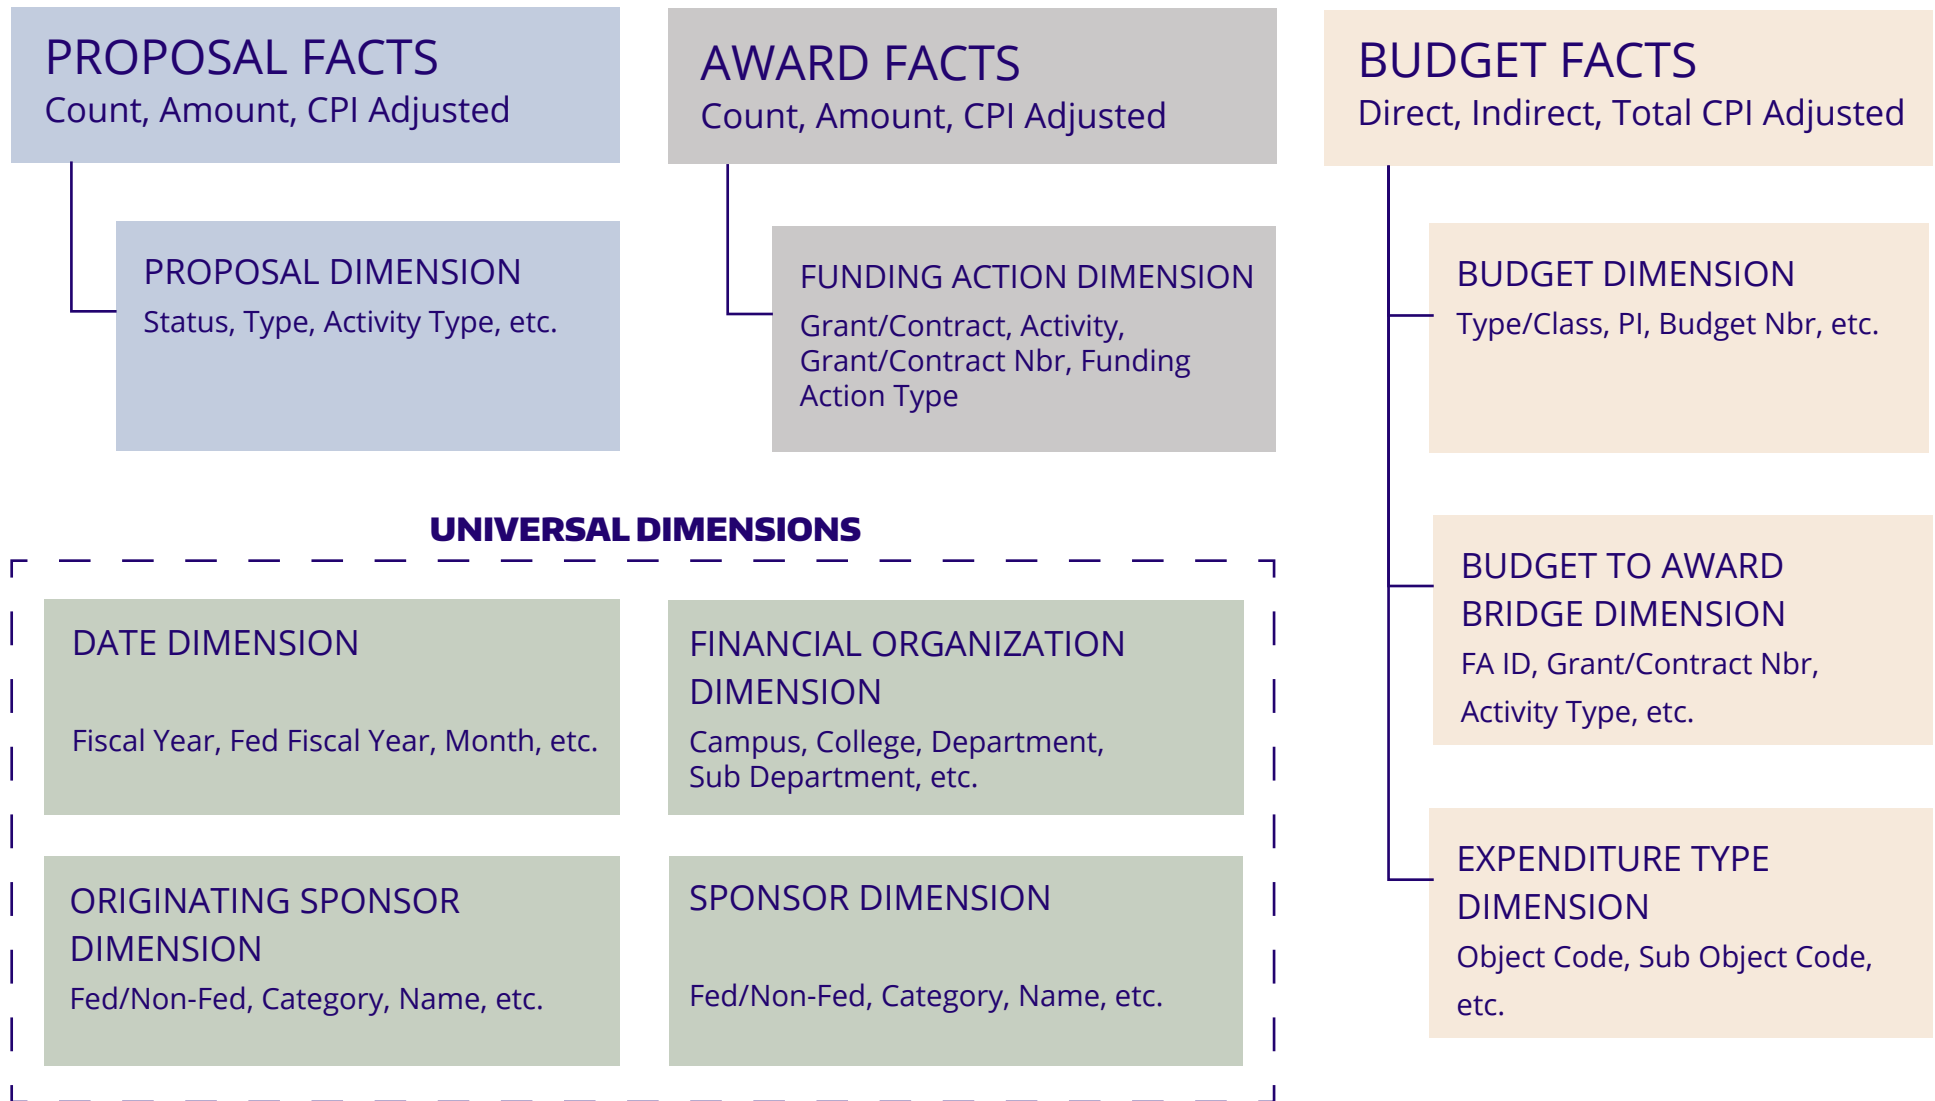 PROPOSAL FACTS
Count, Amount, CPI Adjusted
PROPOSAL DIMENSION
Status, Type, Activity Type, etc.
AWARD FACTS
Count, Amount, CPI Adjusted
FUNDING ACTION DIMENSION
Grant/Contract, Activity,
Grant/Contract Nbr, Funding
Action Type
BUDGET FACTS
Direct, Indirect, Total CPI Adjusted
BUDGET DIMENSION
Type/Class, PI, Budget Nbr, etc.
BUDGET TO AWARD
BRIDGE DIMENSION
FA ID, Grant/Contract Nbr,
Activity Type, etc.
EXPENDITURE TYPE
DIMENSION
Object Code, Sub Object Code,
etc.
UNIVERSAL DIMENSIONS
DATE DIMENSION
Fiscal Year, Fed Fiscal Year, Month, etc.
FINANCIAL ORGANIZATION
DIMENSION
Campus, College, Department,
Sub Department, etc.
ORIGINATING SPONSOR
DIMENSION
Fed/Non-Fed, Category, Name, etc.
SPONSOR DIMENSION
Fed/Non-Fed, Category, Name, etc.